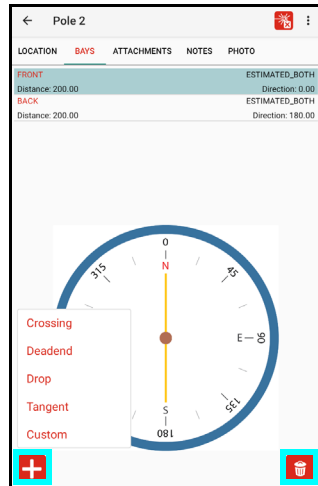 Pole 2
LOCATION BAYS ATTACHMENTS NOTES PHOTO
FRONT ESTIMATED_BOTH
Distance: 200.00 Direction: 0.00
BACK ESTIMATED_BOTH
Distance: 200.00 Direction: 180.00
0
315 N 45
E 90
S 135
180
Crossing
Deadend
Drop
Tangent
Custom